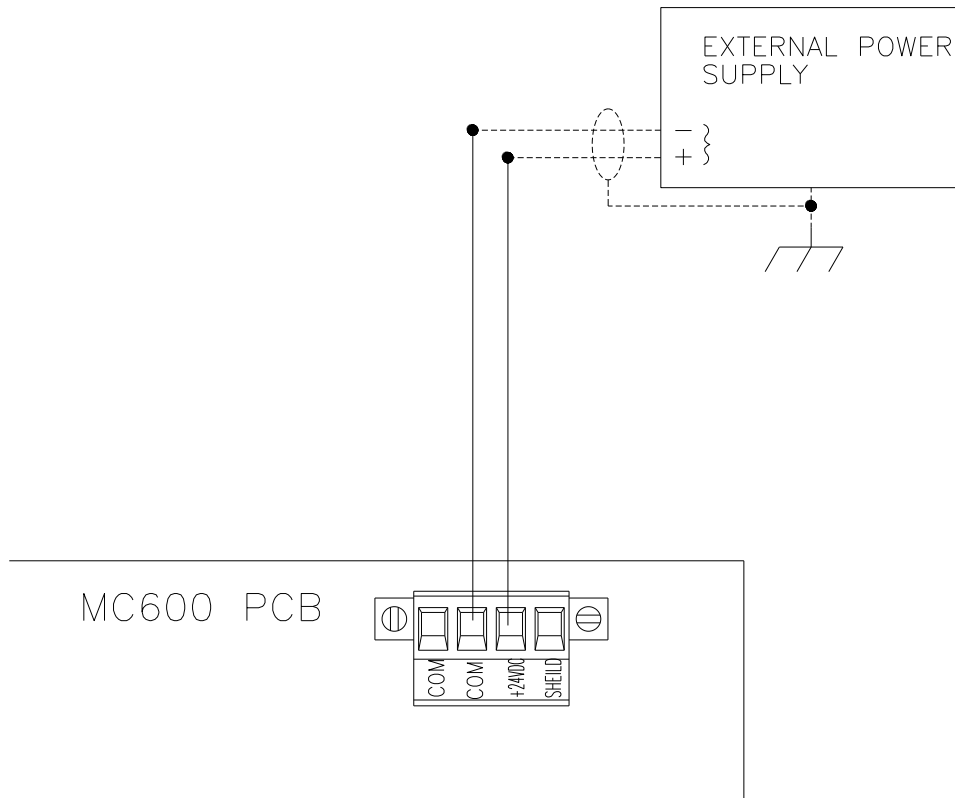 EXTERNAL POWER
SUPPLY
−
+
MC600 PCB
COM
COM
+24VDC
SHEILD